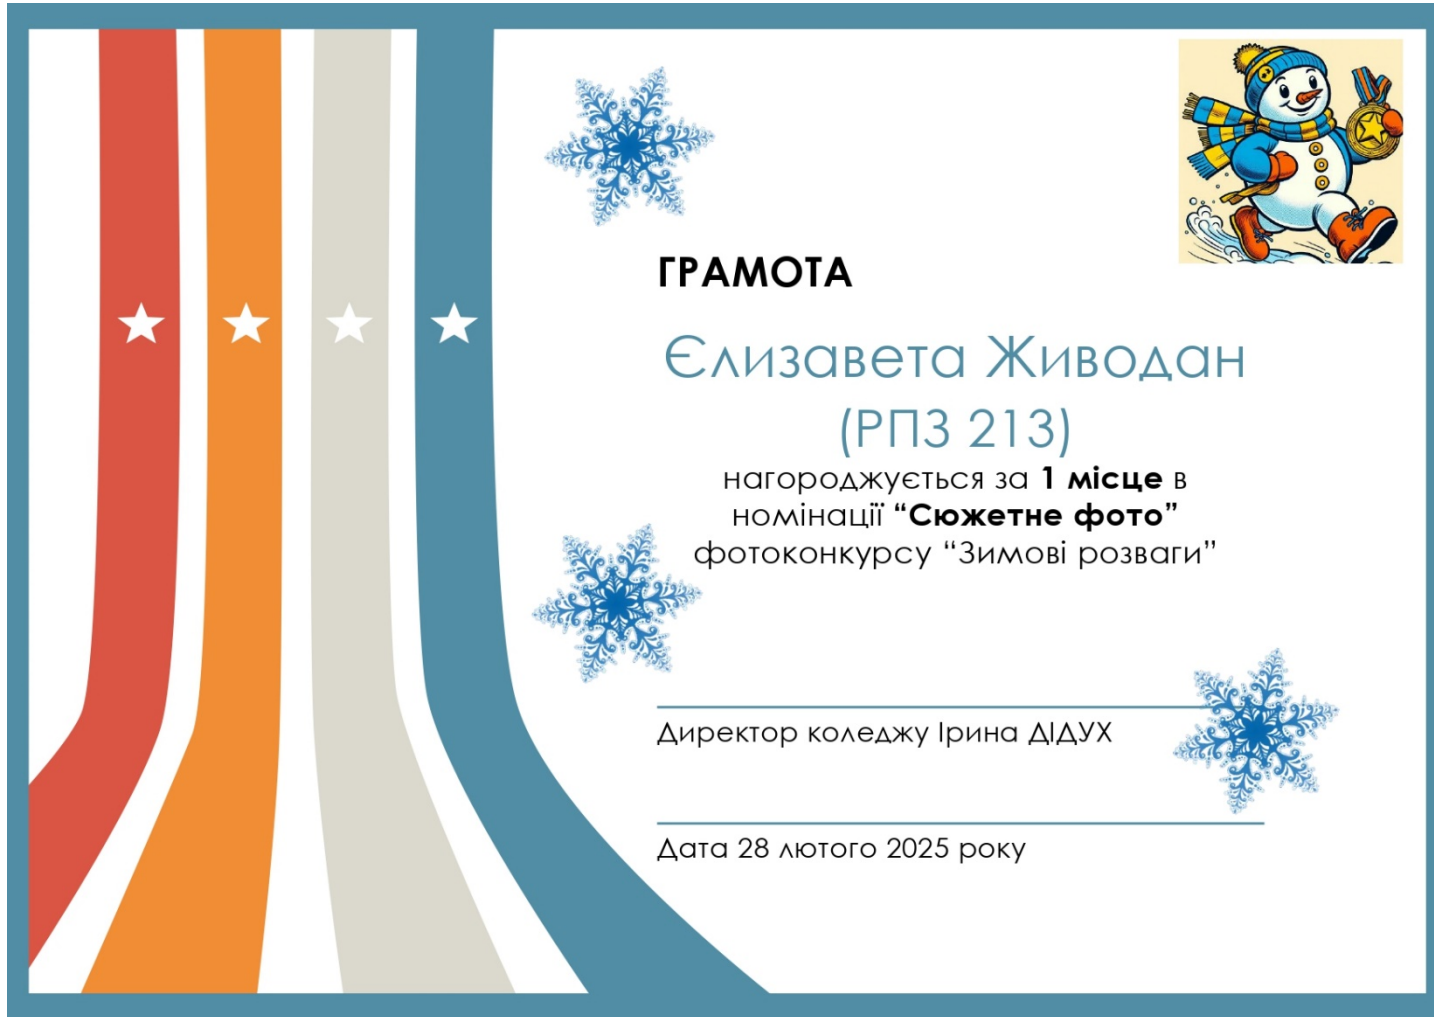 ГРАМОТА
Єлизавета Живодан
(РПЗ 213)
нагороджується за 1 місце в
номінації “Сюжетне фото”
фотоконкурсу “Зимові розваги”
Директор коледжу Ірина ДІДУХ
Дата 28 лютого 2025 року